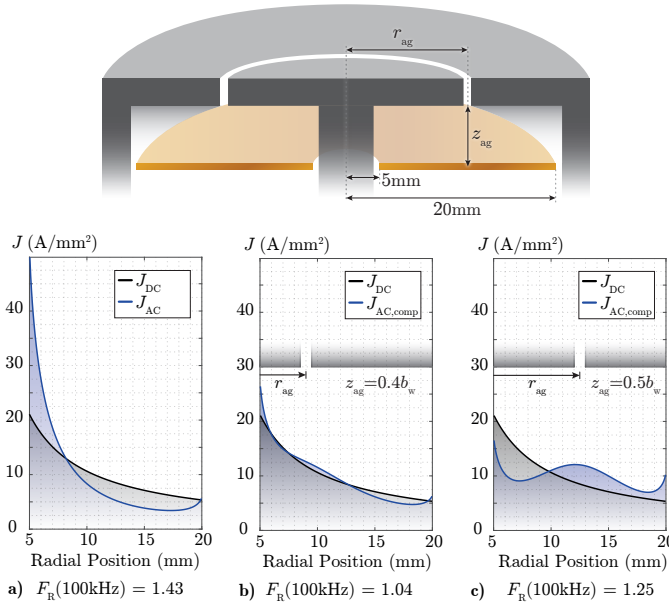 r_ag
z_ag
5mm
20mm
J (A/mm²)
J (A/mm²)
J (A/mm²)
50
40
30
20
10
0
J_DC
J_AC
5
10
15
20
Radial Position (mm)
a) F_R(100kHz) = 1.43
50
40
30
20
10
0
J_DC
J_AC,comp
r_ag
z_ag=0.4b_w
5
10
15
20
Radial Position (mm)
b) F_R(100kHz) = 1.04
50
40
30
20
10
0
J_DC
J_AC,comp
r_ag
z_ag=0.5b_w
5
10
15
20
Radial Position (mm)
c) F_R(100kHz) = 1.25